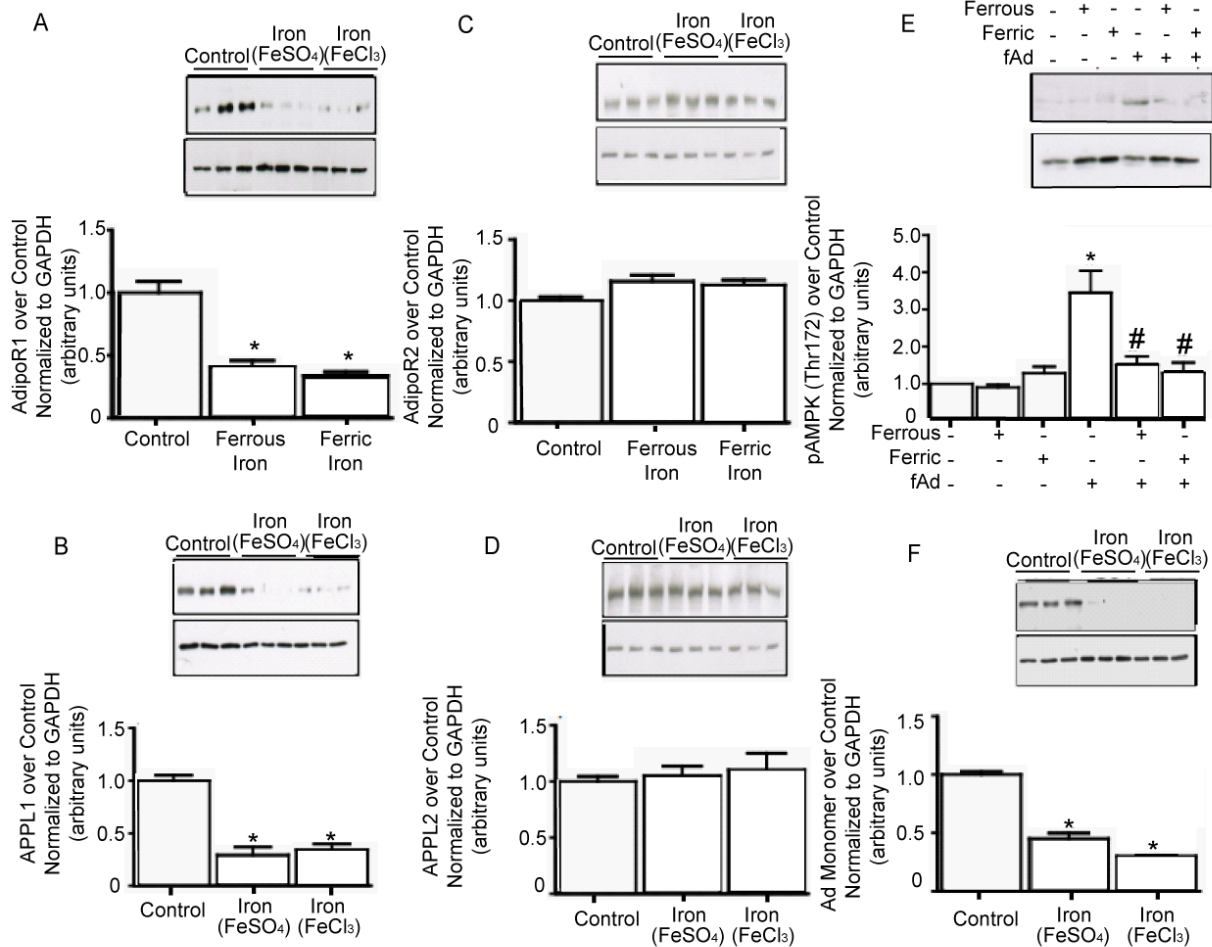 A
Control
Iron
(FeSO4)
Iron
(FeCl3)
AdipoR1 over Control
Normalized to GAPDH
(arbitrary units)
1.5
1.0
0.5
0
*
*
Control
Ferrous
Iron
Ferric
Iron
C
Control
Iron
(FeSO4)
Iron
(FeCl3)
AdipoR2 over Control
Normalized to GAPDH
(arbitrary units)
1.5
1.0
0.5
0
Control
Ferrous
Iron
Ferric
Iron
E
Ferrous - + - - + -
Ferric - - + - - +
fAd - - - + + +
pAMPK (Thr172) over Control
Normalized to GAPDH
(arbitrary units)
5.0
4.0
3.0
2.0
1.0
0
*
#
#
Ferrous - + - - + -
Ferric - - + - - +
fAd - - - + + +
B
Control
Iron
(FeSO4)
Iron
(FeCl3)
APPL1 over Control
Normalized to GAPDH
(arbitrary units)
1.5
1.0
0.5
0
*
*
Control
Iron
(FeSO4)
Iron
(FeCl3)
D
Control
Iron
(FeSO4)
Iron
(FeCl3)
APPL2 over Control
Normalized to GAPDH
(arbitrary units)
1.5
1.0
0.5
0
Control
Iron
(FeSO4)
Iron
(FeCl3)
F
Control
Iron
(FeSO4)
Iron
(FeCl3)
Ad Monomer over Control
Normalized to GAPDH
(arbitrary units)
1.5
1.0
0.5
0
*
*
Control
Iron
(FeSO4)
Iron
(FeCl3)